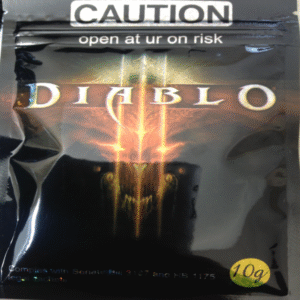 CAUTION
open at ur on risk
DIABLO
10g